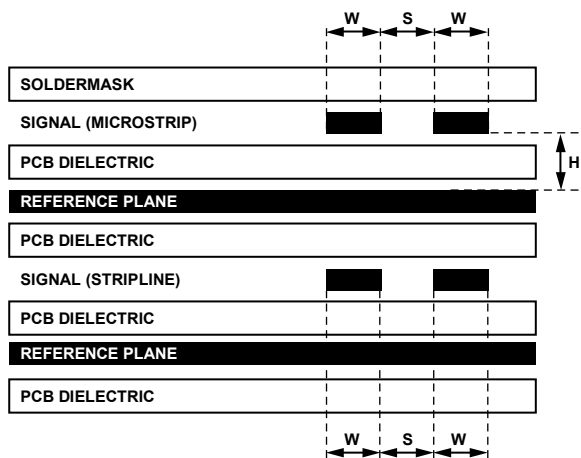 W S W
SOLDERMASK
SIGNAL (MICROSTRIP)
H
PCB DIELECTRIC
REFERENCE PLANE
PCB DIELECTRIC
SIGNAL (STRIPLINE)
PCB DIELECTRIC
REFERENCE PLANE
PCB DIELECTRIC
W S W